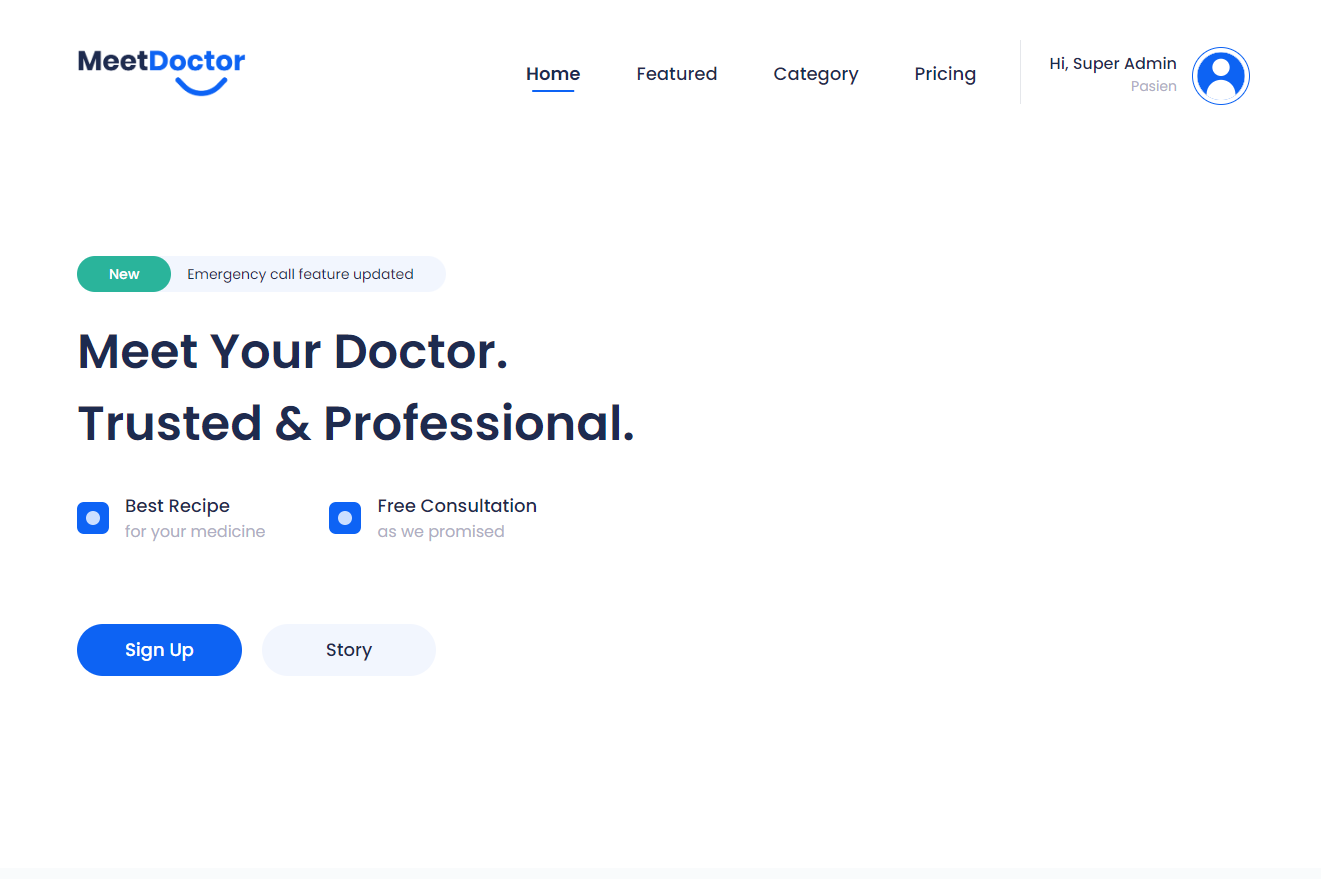 MeetDoctor
Home
Featured
Category
Pricing
Hi, Super Admin
Pasien
New
Emergency call feature updated
Meet Your Doctor.
Trusted & Professional.
Best Recipe
for your medicine
Free Consultation
as we promised
Sign Up
Story